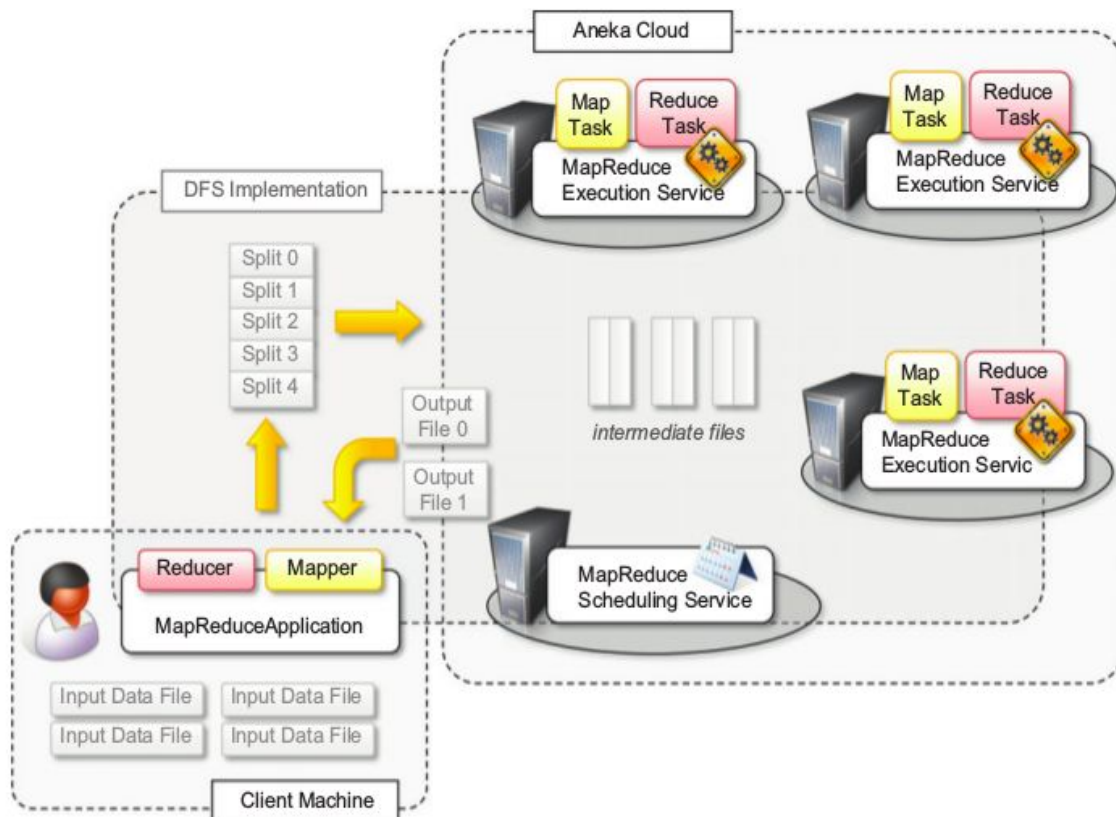 Aneka Cloud
Map
Task
Reduce
Task
MapReduce
Execution Service
Map
Task
Reduce
Task
MapReduce
Execution Service
DFS Implementation
Split 0
Split 1
Split 2
Split 3
Split 4
Output
File 0
Output
File 1
intermediate files
Map
Task
Reduce
Task
MapReduce
Execution Servic
MapReduce
Scheduling Service
Reducer
Mapper
MapReduceApplication
Input Data File
Input Data File
Input Data File
Input Data File
Client Machine